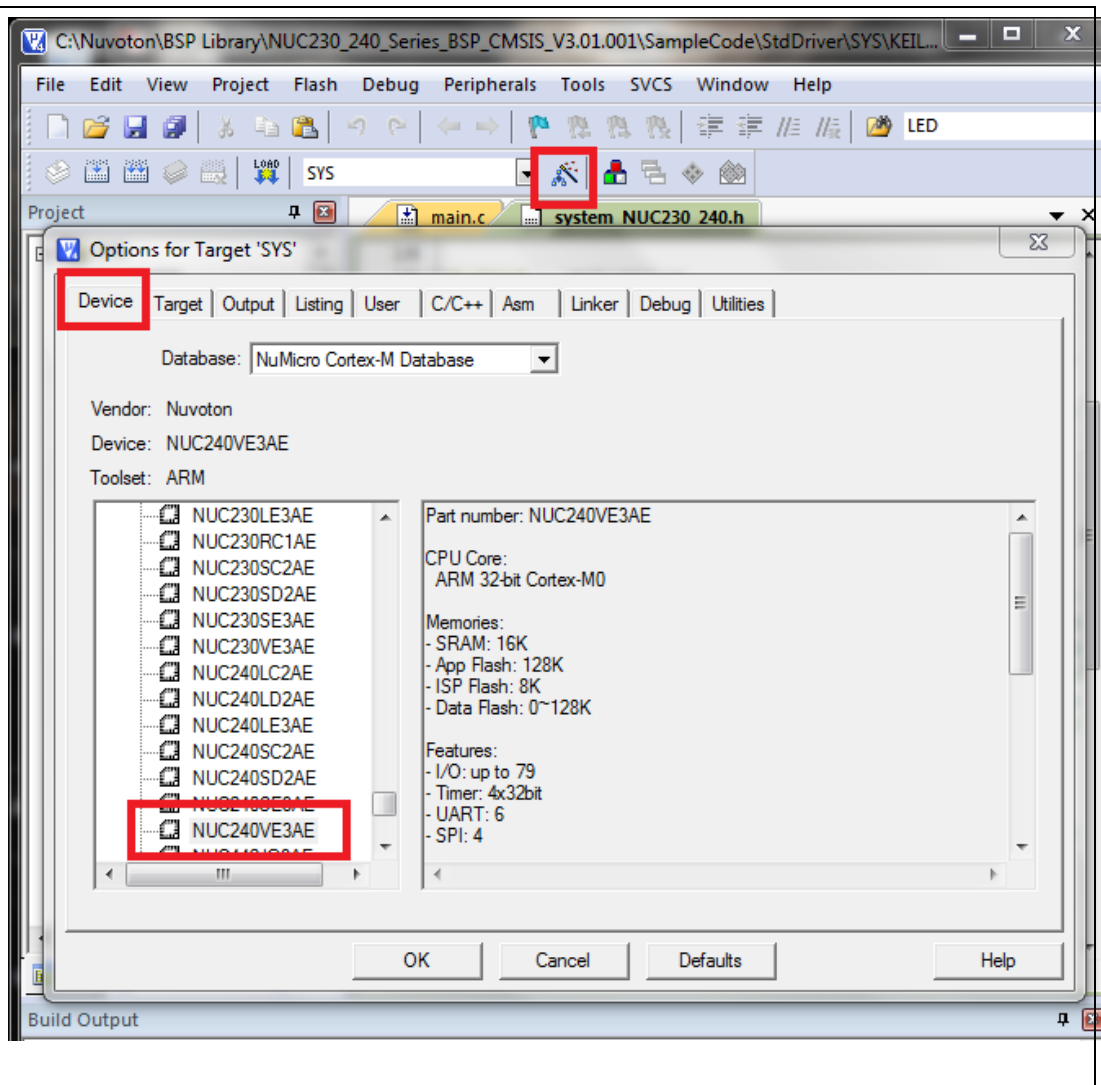 C:\Nuvoton\BSP Library\NUC230_240_Series_BSP_CMSIS_V3.01.001\SampleCode\StdDriver\SYS\KEIL...
File Edit View Project Flash Debug Peripherals Tools SVCS Window Help
LED
LOAD SYS
Project main.c system_NUC230_240.h
Options for Target 'SYS'
Device Target Output Listing User C/C++ Asm Linker Debug Utilities
Database: NuMicro Cortex-M Database
Vendor: Nuvoton
Device: NUC240VE3AE
Toolset: ARM
NUC230LE3AE
NUC230RC1AE
NUC230SC2AE
NUC230SD2AE
NUC230SE3AE
NUC230VE3AE
NUC240LC2AE
NUC240LD2AE
NUC240LE3AE
NUC240SC2AE
NUC240SD2AE
NUC240VE3AE
Part number: NUC240VE3AE
CPU Core:
ARM 32-bit Cortex-M0
Memories:
- SRAM: 16K
- App Flash: 128K
- ISP Flash: 8K
- Data Flash: 0~128K
Features:
- I/O: up to 79
- Timer: 4x32bit
- UART: 6
- SPI: 4
OK Cancel Defaults Help
Build Output